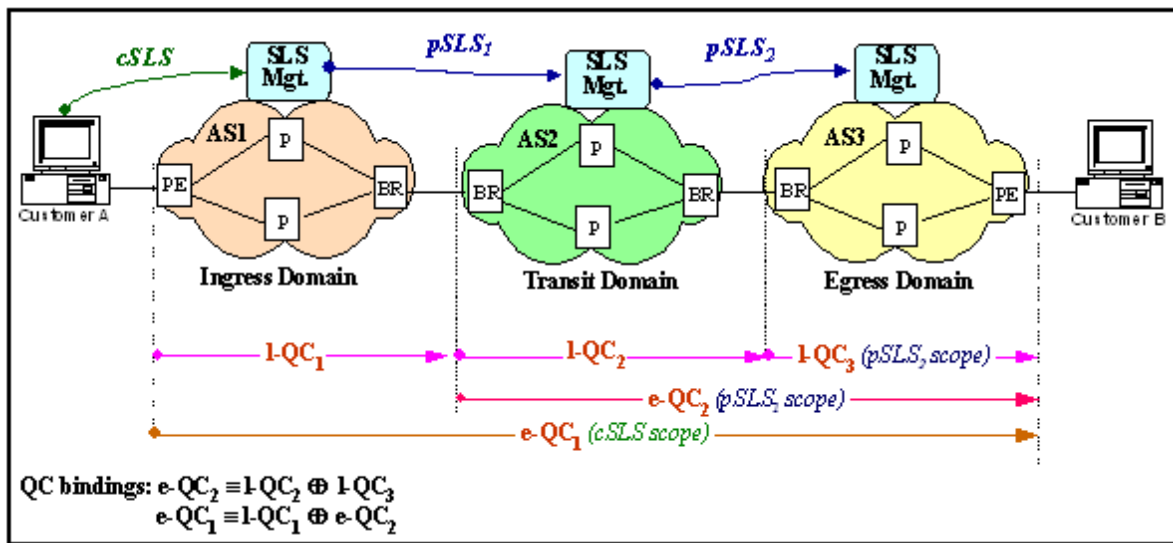 cSLS
pSLS₁
pSLS₂
SLS
Mgt.
SLS
Mgt.
SLS
Mgt.
AS1
P
PE
BR
P
AS2
P
BR
BR
P
AS3
P
BR
PE
P
Customer A
Customer B
Ingress Domain
Transit Domain
Egress Domain
l-QC₁
l-QC₂
l-QC₃ (pSLS₂ scope)
e-QC₂ (pSLS₁ scope)
e-QC₁ (cSLS scope)
QC bindings: e-QC₂ ≡ l-QC₂ ⊕ l-QC₃
e-QC₁ ≡ l-QC₁ ⊕ e-QC₂